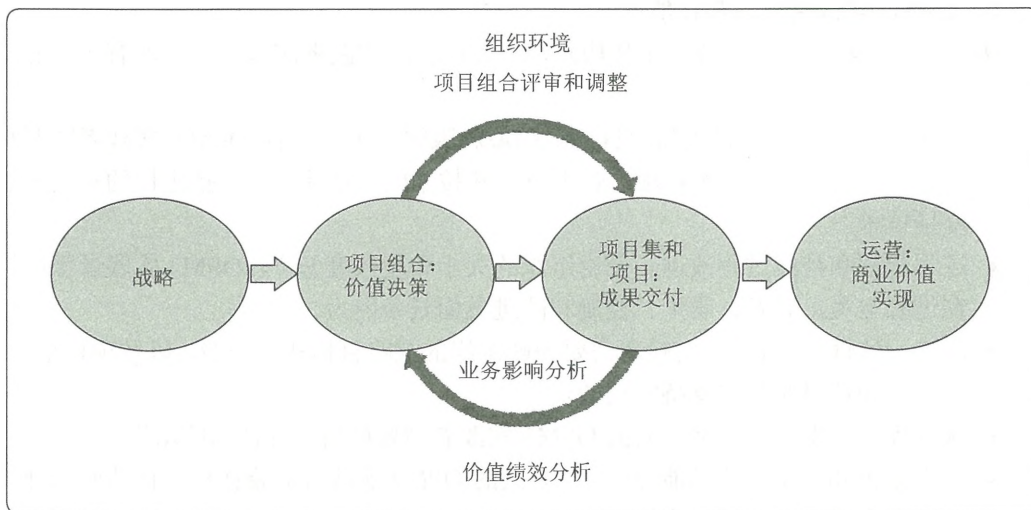 组织环境
项目组合评审和调整
战略
项目组合：
价值决策
项目集和
项目：
成果交付
运营：
商业价值
实现
业务影响分析
价值绩效分析